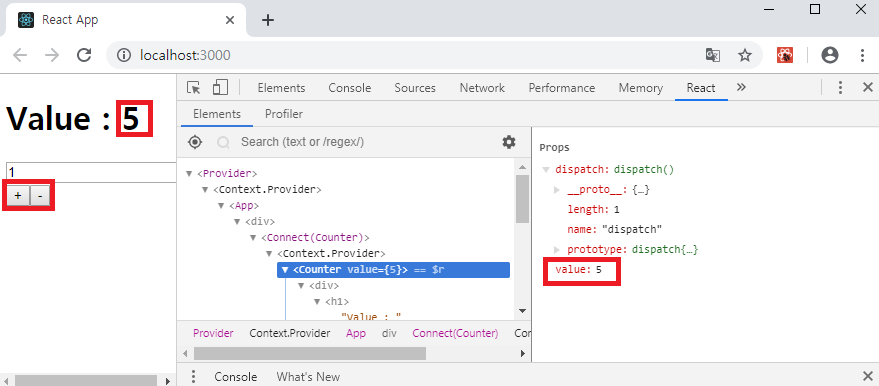 React App
localhost:3000
Value : 5
1
+ -
Elements Console Sources Network Performance Memory React »
Elements Profiler
Search (text or /regex/)
▼ <Provider>
▼ <Context.Provider>
▼ <App>
▼ <div>
▼ <Connect(Counter)>
▼ <Context.Provider>
▼ <Counter value={5}> == $r
▼ <div>
▼ <h1>
"Value : "
Provider Context.Provider App div Connect(Counter) Con
Props
dispatch: dispatch()
__proto__: {…}
length: 1
name: "dispatch"
prototype: dispatch{…}
value: 5
Console What's New